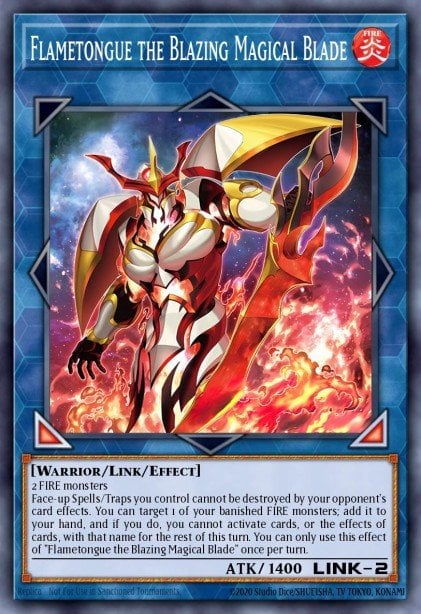 FLAMETONGUE THE BLAZING MAGICAL BLADE
FIRE
炎
[WARRIOR/LINK/EFFECT]
2 FIRE monsters
Face-up Spells/Traps you control cannot be destroyed by your opponent's
card effects. You can target 1 of your banished FIRE monsters; add it to
your hand, and if you do, you cannot activate cards, or the effects of
cards, with that name for the rest of this turn. You can only use this effect
of "Flametongue the Blazing Magical Blade" once per turn.
ATK/1400 LINK-2
Replica - Not For Use in Sanctioned Tournaments
©2020 Studio Dice/SHUEISHA, TV TOKYO, KONAMI